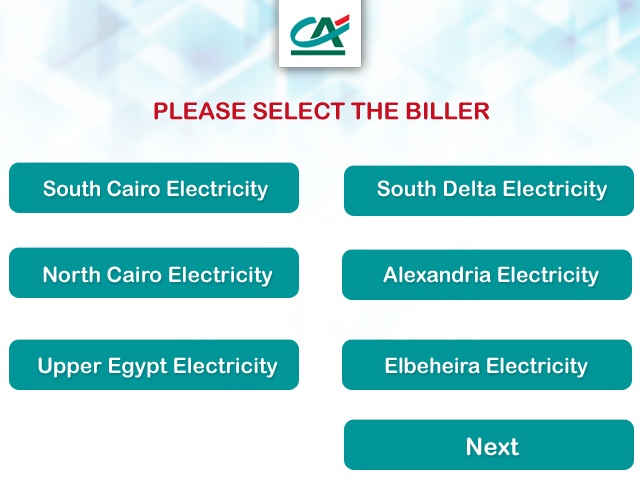 CA
PLEASE SELECT THE BILLER
South Cairo Electricity
South Delta Electricity
North Cairo Electricity
Alexandria Electricity
Upper Egypt Electricity
Elbeheira Electricity
Next